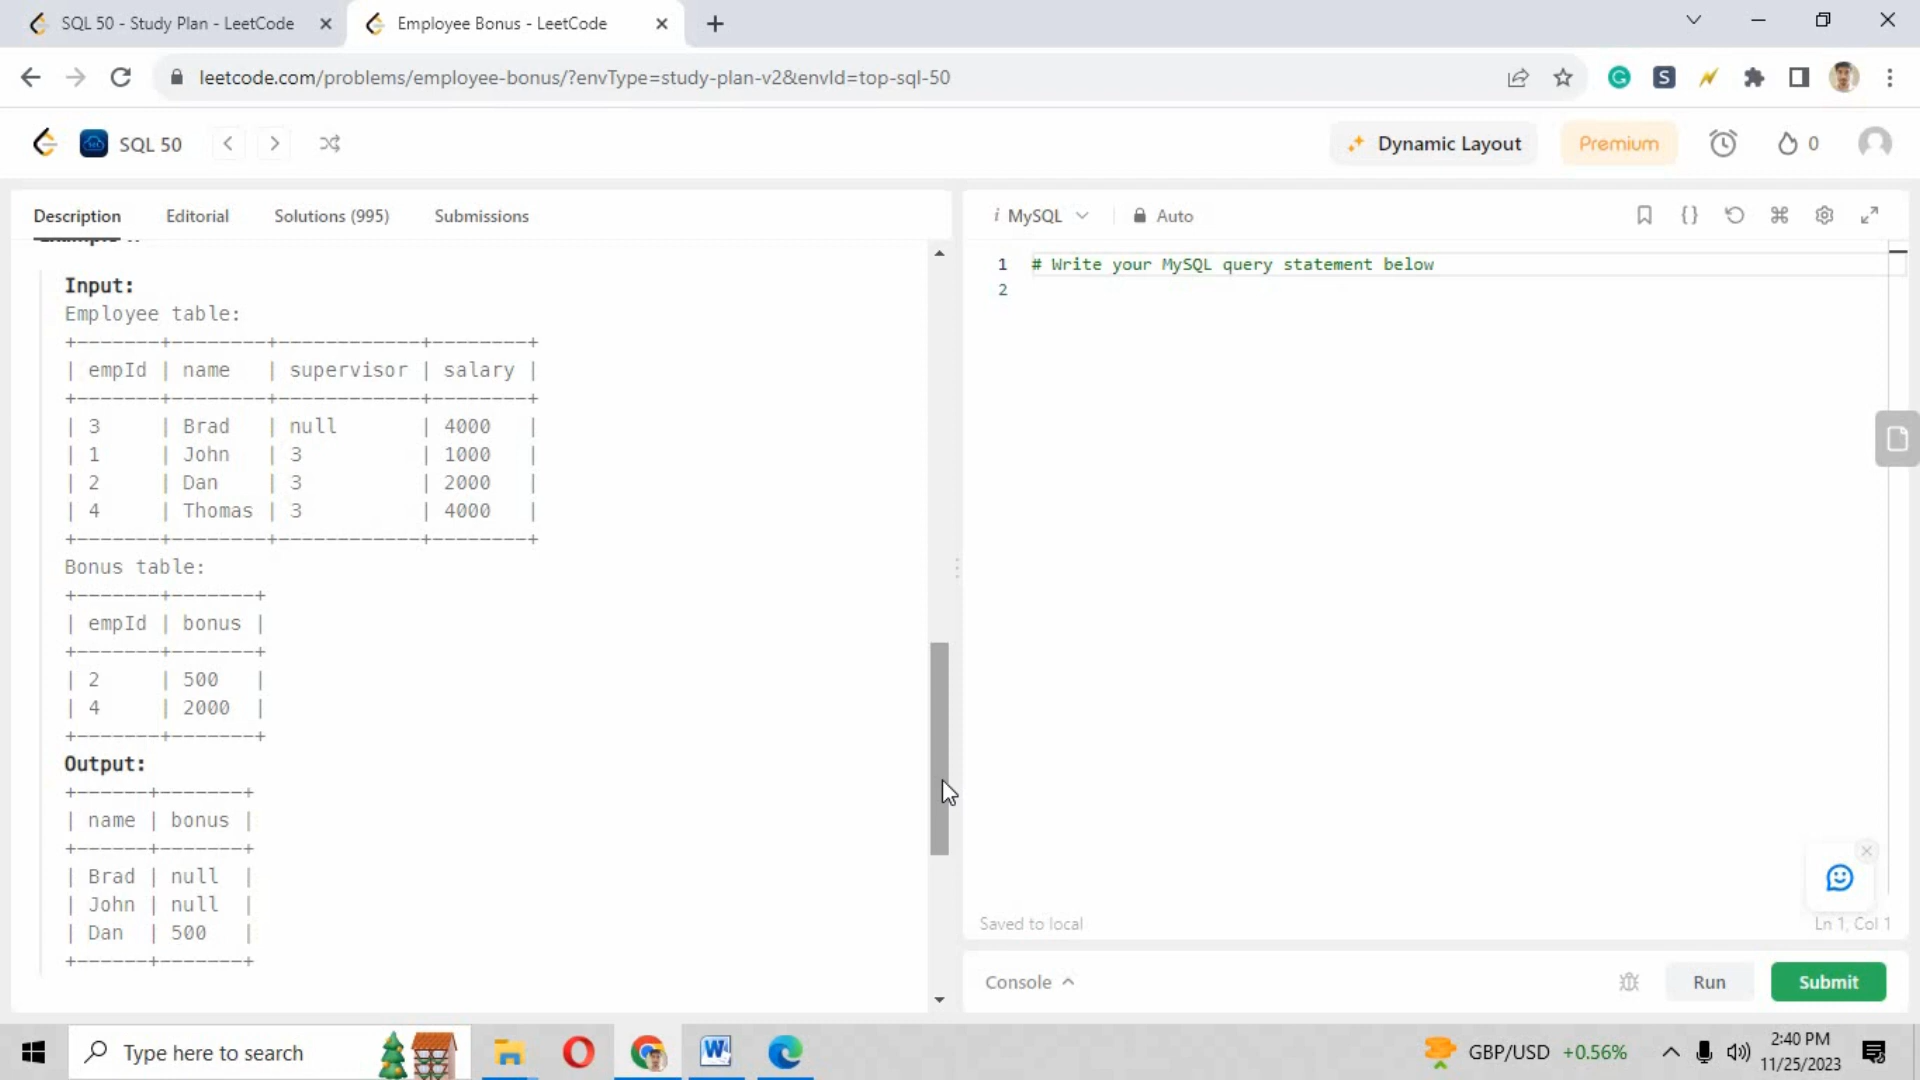 SQL 50 - Study Plan - LeetCode
Employee Bonus - LeetCode
leetcode.com/problems/employee-bonus/?envType=study-plan-v2&envId=top-sql-50
SQL 50
Dynamic Layout
Premium
0
Description
Editorial
Solutions (995)
Submissions
i MySQL
Auto
Input:
Employee table:
+-------+--------+------------+--------+
| empId | name   | supervisor | salary |
+-------+--------+------------+--------+
| 3     | Brad   | null       | 4000   |
| 1     | John   | 3          | 1000   |
| 2     | Dan    | 3          | 2000   |
| 4     | Thomas | 3          | 4000   |
+-------+--------+------------+--------+
Bonus table:
+-------+-------+
| empId | bonus |
+-------+-------+
| 2     | 500   |
| 4     | 2000  |
+-------+-------+
Output:
+------+-------+
| name | bonus |
+------+-------+
| Brad | null  |
| John | null  |
| Dan  | 500   |
+------+-------+
1 # Write your MySQL query statement below
2
Saved to local
Ln 1, Col 1
Console
Run
Submit
Type here to search
GBP/USD +0.56%
2:40 PM
11/25/2023